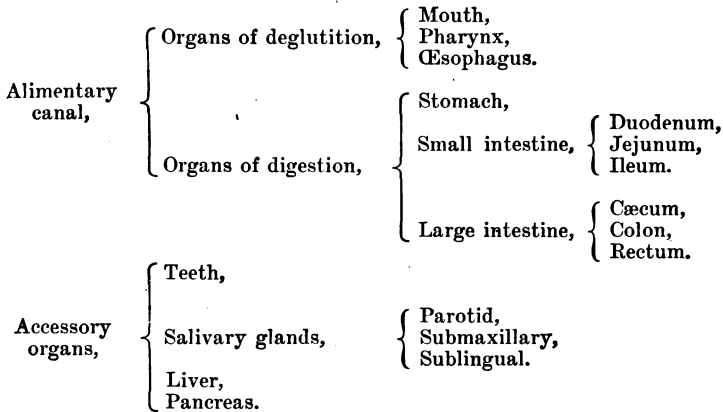 Alimentary
canal,
Organs of deglutition,
Mouth,
Pharynx,
Œsophagus.
Organs of digestion,
Stomach,
Small intestine,
Duodenum,
Jejunum,
Ileum.
Large intestine,
Cæcum,
Colon,
Rectum.
Accessory
organs,
Teeth,
Salivary glands,
Parotid,
Submaxillary,
Sublingual.
Liver,
Pancreas.